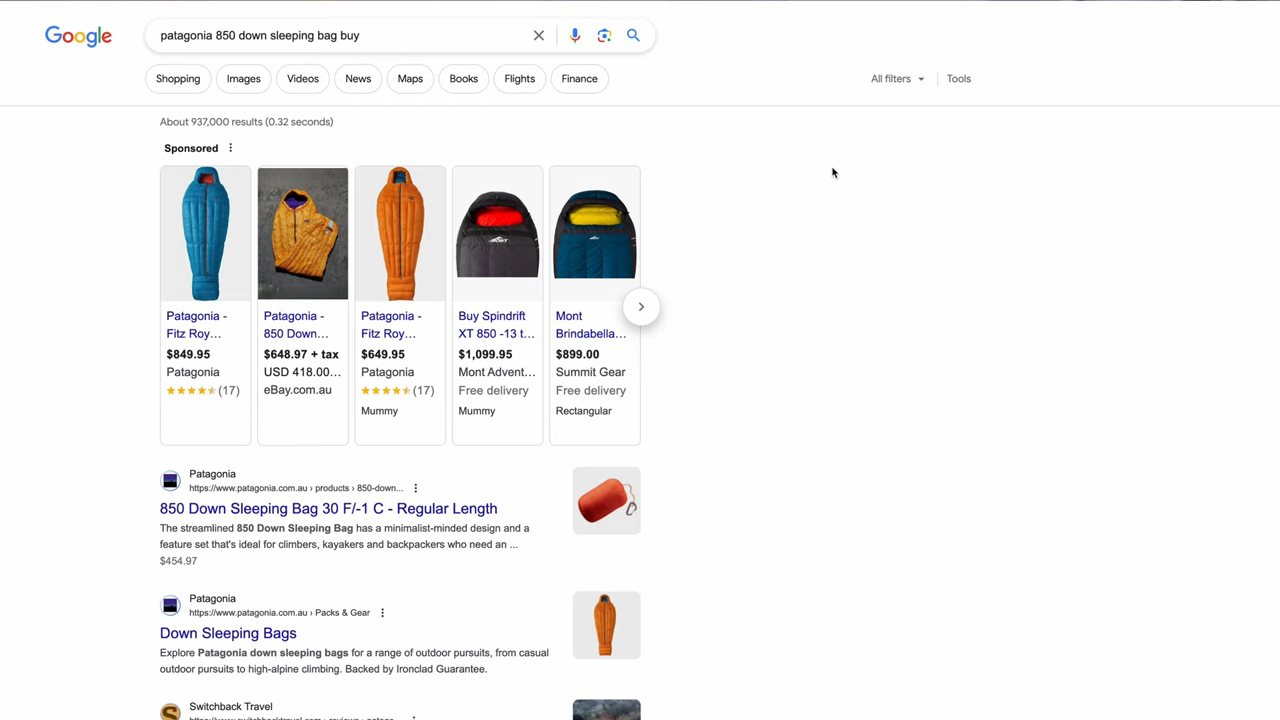 Google
patagonia 850 down sleeping bag buy
Shopping
Images
Videos
News
Maps
Books
Flights
Finance
All filters
Tools
About 937,000 results (0.32 seconds)
Sponsored
Patagonia -
Fitz Roy…
$849.95
Patagonia
(17)
Patagonia -
850 Down…
$648.97 + tax
USD 418.00…
eBay.com.au
Patagonia -
Fitz Roy…
$649.95
Patagonia
(17)
Mummy
MONT
Buy Spindrift
XT 850 -13 t…
$1,099.95
Mont Advent…
Free delivery
Mummy
Mont
Brindabella…
$899.00
Summit Gear
Free delivery
Rectangular
Patagonia
https://www.patagonia.com.au › products › 850-down...
850 Down Sleeping Bag 30 F/-1 C - Regular Length
The streamlined 850 Down Sleeping Bag has a minimalist-minded design and a
feature set that's ideal for climbers, kayakers and backpackers who need an ...
$454.97
Patagonia
https://www.patagonia.com.au › Packs & Gear
Down Sleeping Bags
Explore Patagonia down sleeping bags for a range of outdoor pursuits, from casual
outdoor pursuits to high-alpine climbing. Backed by Ironclad Guarantee.
Switchback Travel